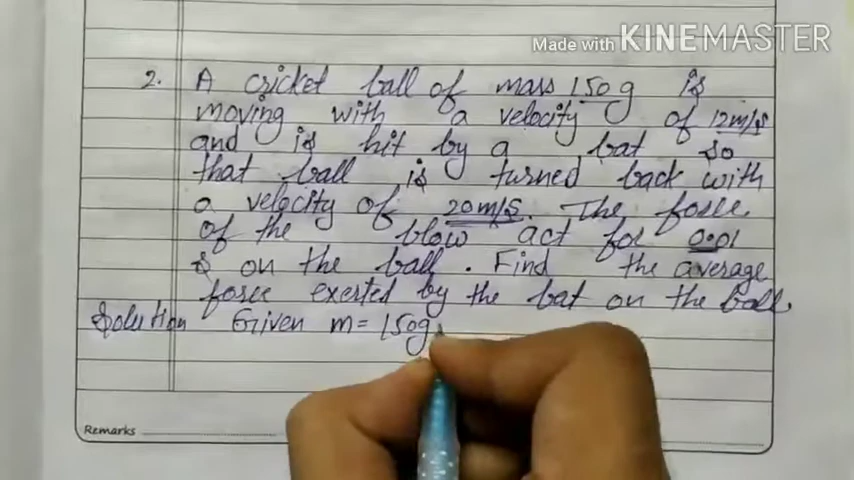 Made with KINEMASTER
2. A cricket ball of mass 150g is
moving with a velocity of 12m/s
and is hit by a bat so
that ball is turned back with
a velocity of 20m/s. The force
of the blow act for 0.01
s on the ball. Find the average
force exerted by the bat on the ball.
Solution Given m = 150g
Remarks